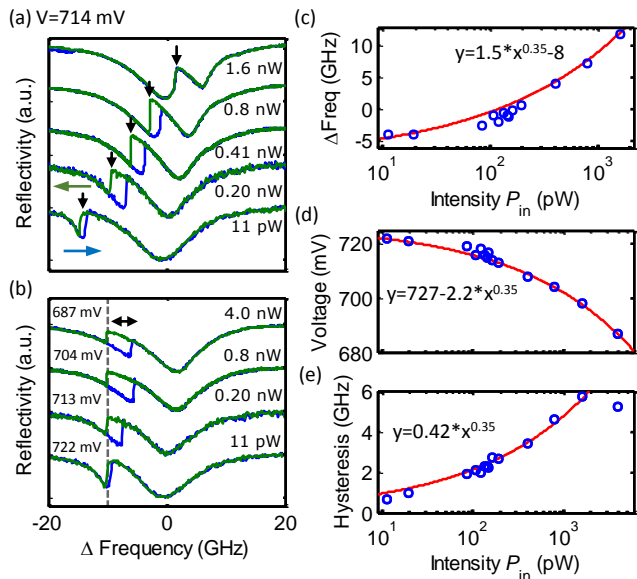 (a) V=714 mV
Reflectivity (a.u.)
1.6 nW
0.8 nW
0.41 nW
0.20 nW
11 pW
-20 0 20
(b)
Reflectivity (a.u.)
687 mV 4.0 nW
704 mV 0.8 nW
713 mV 0.20 nW
722 mV 11 pW
-20 0 20
Δ Frequency (GHz)
(c)
ΔFreq (GHz)
10
5
0
-5
y=1.5*x^0.35-8
10^1 10^2 10^3
Intensity P_in (pW)
(d)
Voltage (mV)
720
700
680
y=727-2.2*x^0.35
(e)
Hysteresis (GHz)
6
4
2
0
y=0.42*x^0.35
10^1 10^2 10^3
Intensity P_in (pW)